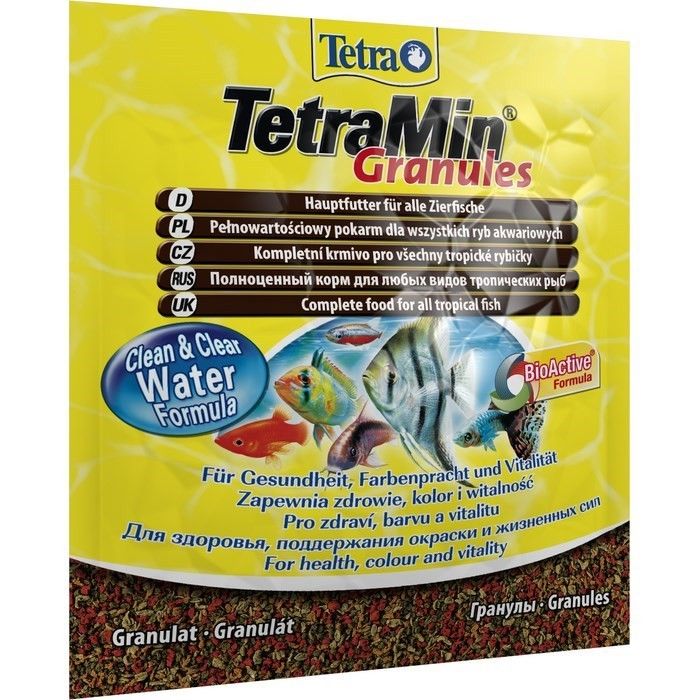 Tetra
TetraMin®
Granules
D Hauptfutter für alle Zierfische
PL Pełnowartościowy pokarm dla wszystkich ryb akwariowych
CZ Kompletní krmivo pro všechny tropické rybičky
RUS Полноценный корм для любых видов тропических рыб
UK Complete food for all tropical fish
Clean & Clear
Water
Formula
BioActive®
Formula
Für Gesundheit, Farbenpracht und Vitalität
Zapewnia zdrowie, kolor i witalność
Pro zdraví, barvu a vitalitu
Для здоровья, поддержания окраски и жизненных сил
For health, colour and vitality
Granulat · Granulát
Гранулы · Granules